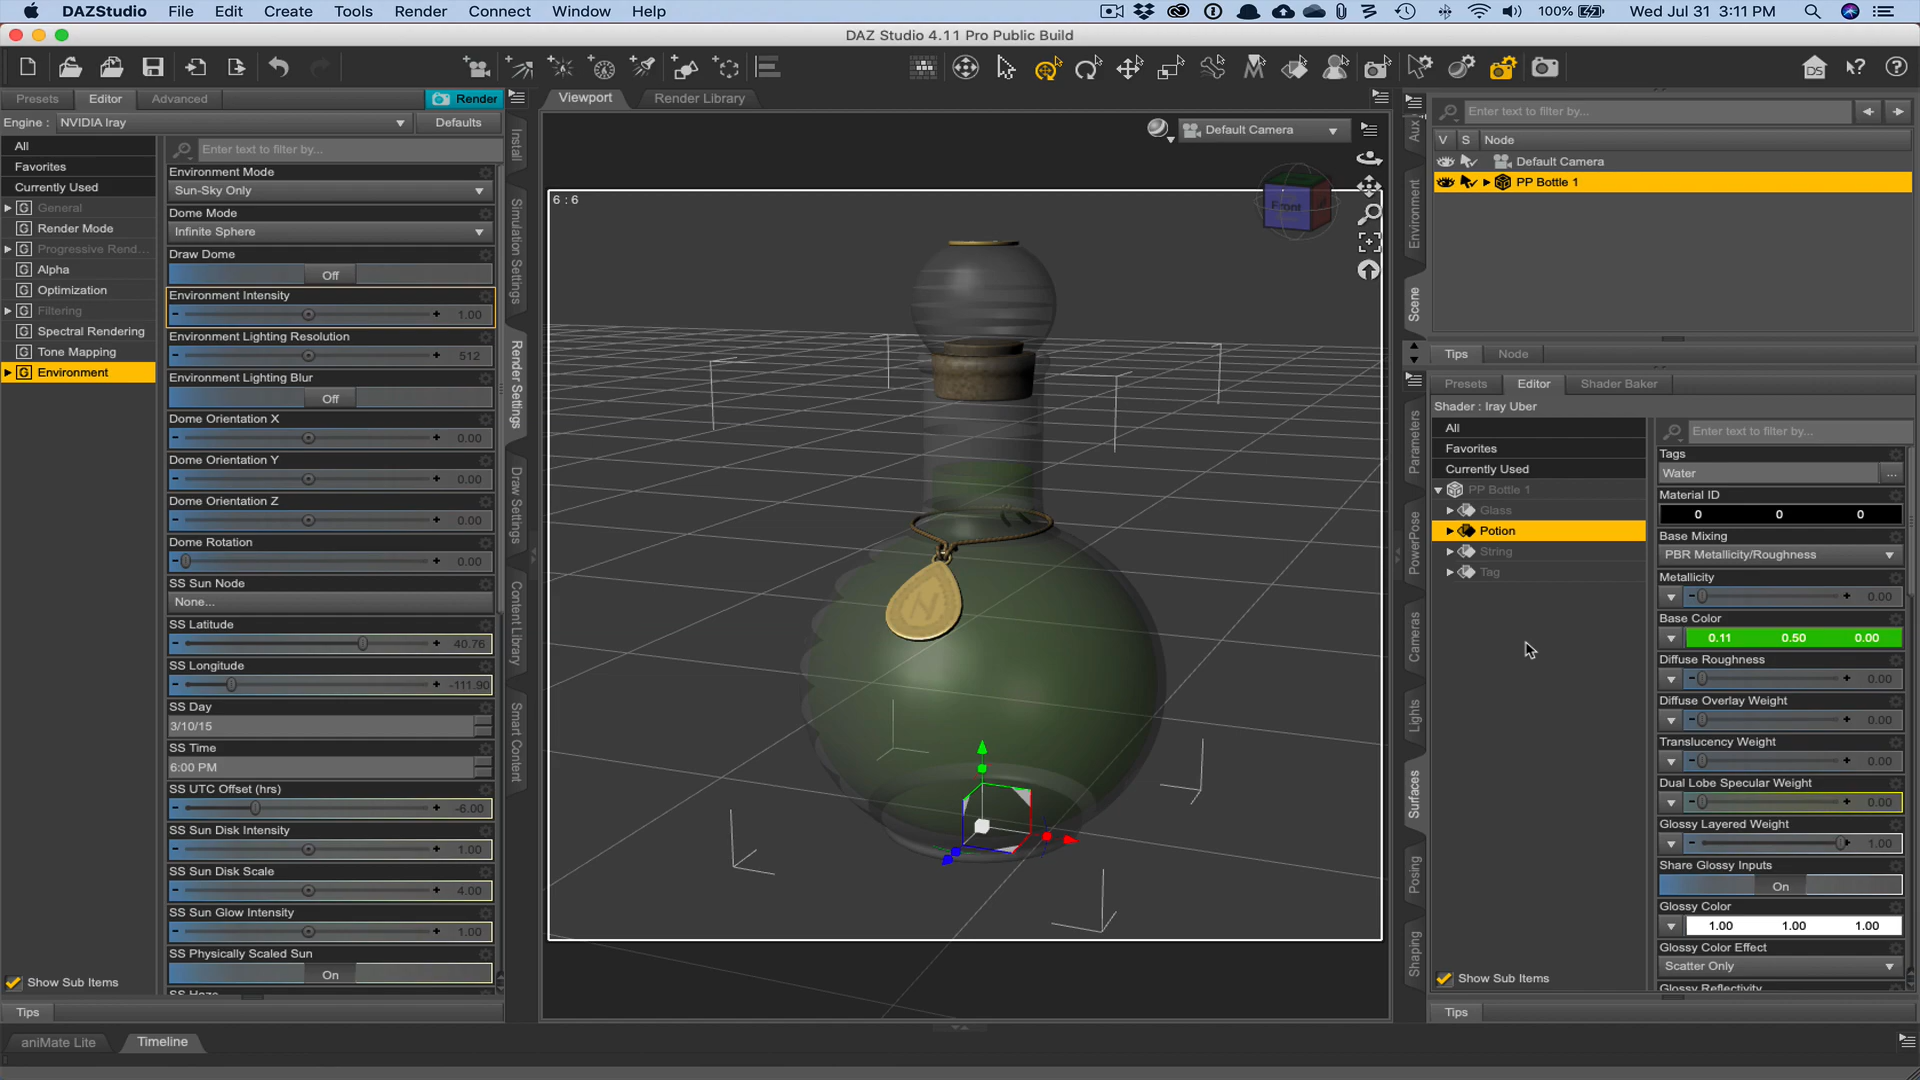 DAZStudio File Edit Create Tools Render Connect Window Help 100% Wed Jul 31 3:11 PM
DAZ Studio 4.11 Pro Public Build
Presets Editor Advanced Render
Engine : NVIDIA Iray Defaults
All
Favorites
Currently Used
General
Render Mode
Progressive Rend...
Alpha
Optimization
Filtering
Spectral Rendering
Tone Mapping
Environment
Show Sub Items
Tips
Enter text to filter by...
Environment Mode
Sun-Sky Only
Dome Mode
Infinite Sphere
Draw Dome
Off
Environment Intensity
1.00
Environment Lighting Resolution
512
Environment Lighting Blur
Off
Dome Orientation X
0.00
Dome Orientation Y
0.00
Dome Orientation Z
0.00
Dome Rotation
0.00
SS Sun Node
None...
SS Latitude
40.76
SS Longitude
-111.90
SS Day
3/10/15
SS Time
6:00 PM
SS UTC Offset (hrs)
-6.00
SS Sun Disk Intensity
1.00
SS Sun Disk Scale
4.00
SS Sun Glow Intensity
1.00
SS Physically Scaled Sun
On
SS Haze
Install
Simulation Settings
Render Settings
Draw Settings
Content Library
Smart Content
Viewport Render Library
Default Camera
6 : 6
Front
N
Aux
Environment
Scene
Enter text to filter by...
V S Node
Default Camera
PP Bottle 1
Tips Node
Parameters
PowerPose
Cameras
Lights
Surfaces
Posing
Shaping
Presets Editor Shader Baker
Shader : Iray Uber
All
Favorites
Currently Used
PP Bottle 1
Glass
Potion
String
Tag
Show Sub Items
Tips
Enter text to filter by...
Tags
Water ...
Material ID
0 0 0
Base Mixing
PBR Metallicity/Roughness
Metallicity
0.00
Base Color
0.11 0.50 0.00
Diffuse Roughness
0.00
Diffuse Overlay Weight
0.00
Translucency Weight
0.00
Dual Lobe Specular Weight
0.00
Glossy Layered Weight
1.00
Share Glossy Inputs
On
Glossy Color
1.00 1.00 1.00
Glossy Color Effect
Scatter Only
Glossy Reflectivity
aniMate Lite Timeline